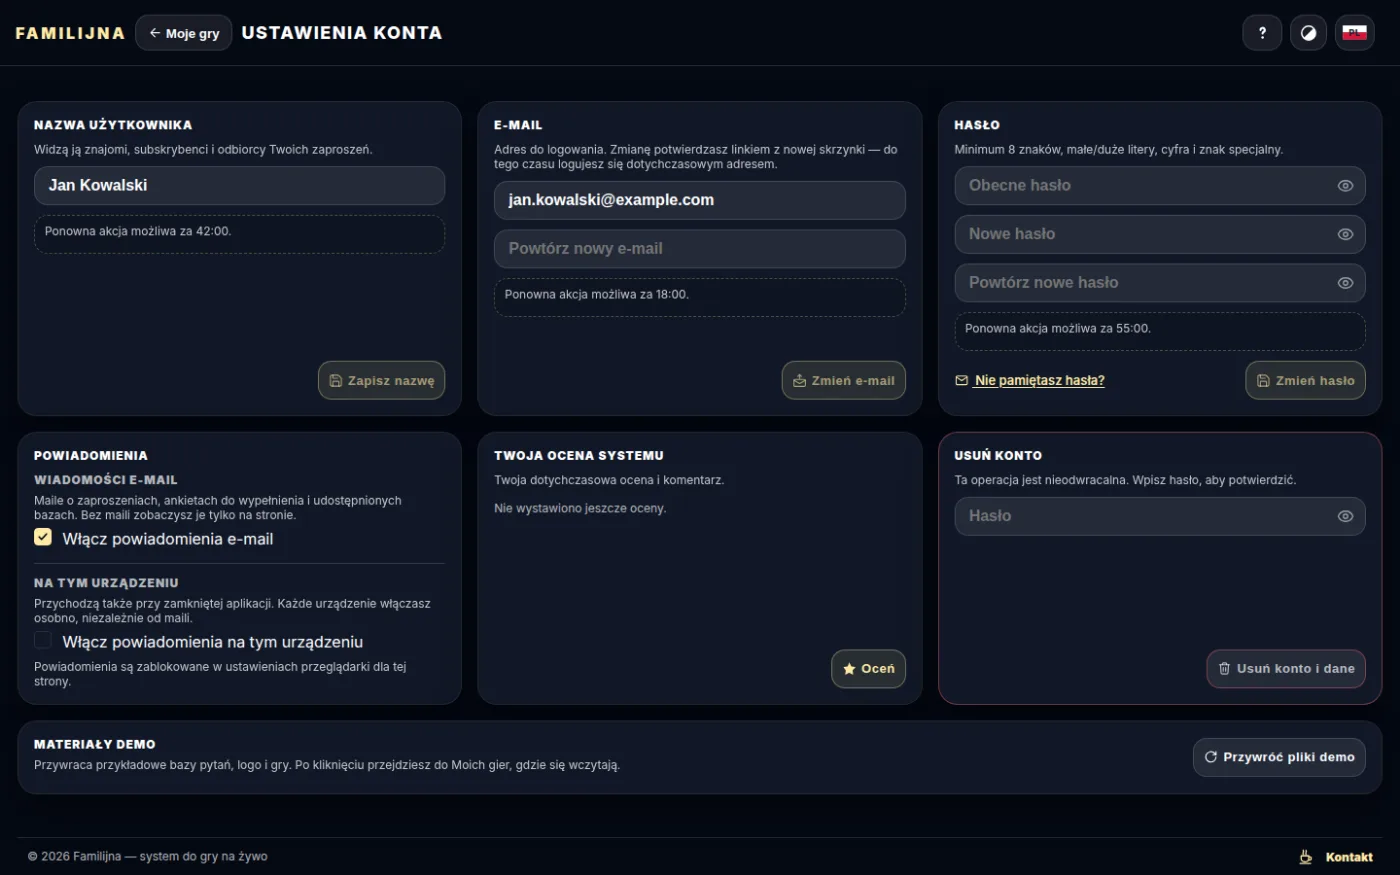 FAMILIJNA
← Moje gry
USTAWIENIA KONTA
?
PL
NAZWA UŻYTKOWNIKA
Widzą ją znajomi, subskrybenci i odbiorcy Twoich zaproszeń.
Jan Kowalski
Ponowna akcja możliwa za 42:00.
Zapisz nazwę
E-MAIL
Adres do logowania. Zmianę potwierdzasz linkiem z nowej skrzynki — do
tego czasu logujesz się dotychczasowym adresem.
jan.kowalski@example.com
Powtórz nowy e-mail
Ponowna akcja możliwa za 18:00.
Zmień e-mail
HASŁO
Minimum 8 znaków, małe/duże litery, cyfra i znak specjalny.
Obecne hasło
Nowe hasło
Powtórz nowe hasło
Ponowna akcja możliwa za 55:00.
Nie pamiętasz hasła?
Zmień hasło
POWIADOMIENIA
WIADOMOŚCI E-MAIL
Maile o zaproszeniach, ankietach do wypełnienia i udostępnionych
bazach. Bez maili zobaczysz je tylko na stronie.
Włącz powiadomienia e-mail
NA TYM URZĄDZENIU
Przychodzą także przy zamkniętej aplikacji. Każde urządzenie włączasz
osobno, niezależnie od maili.
Włącz powiadomienia na tym urządzeniu
Powiadomienia są zablokowane w ustawieniach przeglądarki dla tej
strony.
TWOJA OCENA SYSTEMU
Twoja dotychczasowa ocena i komentarz.
Nie wystawiono jeszcze oceny.
Oceń
USUŃ KONTO
Ta operacja jest nieodwracalna. Wpisz hasło, aby potwierdzić.
Hasło
Usuń konto i dane
MATERIAŁY DEMO
Przywraca przykładowe bazy pytań, logo i gry. Po kliknięciu przejdziesz do Moich gier, gdzie się wczytają.
Przywróć pliki demo
© 2026 Familijna — system do gry na żywo
Kontakt